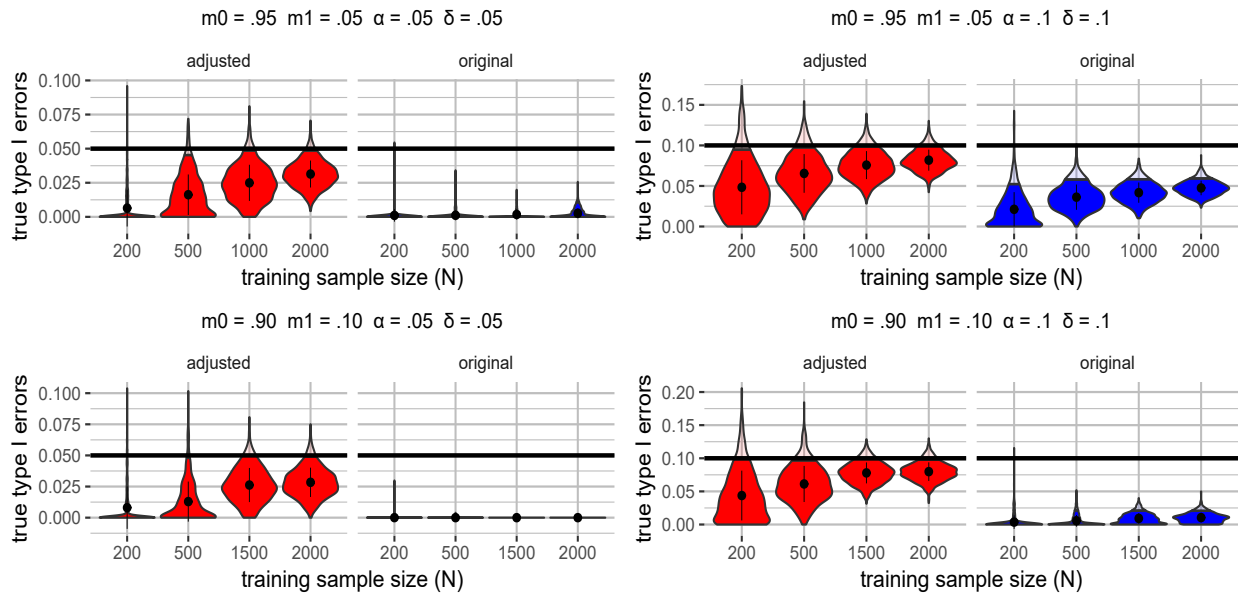 m0 = .95 m1 = .05 α = .05 δ = .05
adjusted original
0.100
0.075
0.050
0.025
0.000
true type I errors
200 500 1000 2000 200 500 1000 2000
training sample size (N)
m0 = .95 m1 = .05 α = .1 δ = .1
adjusted original
0.15
0.10
0.05
0.00
true type I errors
200 500 1000 2000 200 500 1000 2000
training sample size (N)
m0 = .90 m1 = .10 α = .05 δ = .05
adjusted original
0.100
0.075
0.050
0.025
0.000
true type I errors
200 500 1500 2000 200 500 1500 2000
training sample size (N)
m0 = .90 m1 = .10 α = .1 δ = .1
adjusted original
0.20
0.15
0.10
0.05
0.00
true type I errors
200 500 1500 2000 200 500 1500 2000
training sample size (N)